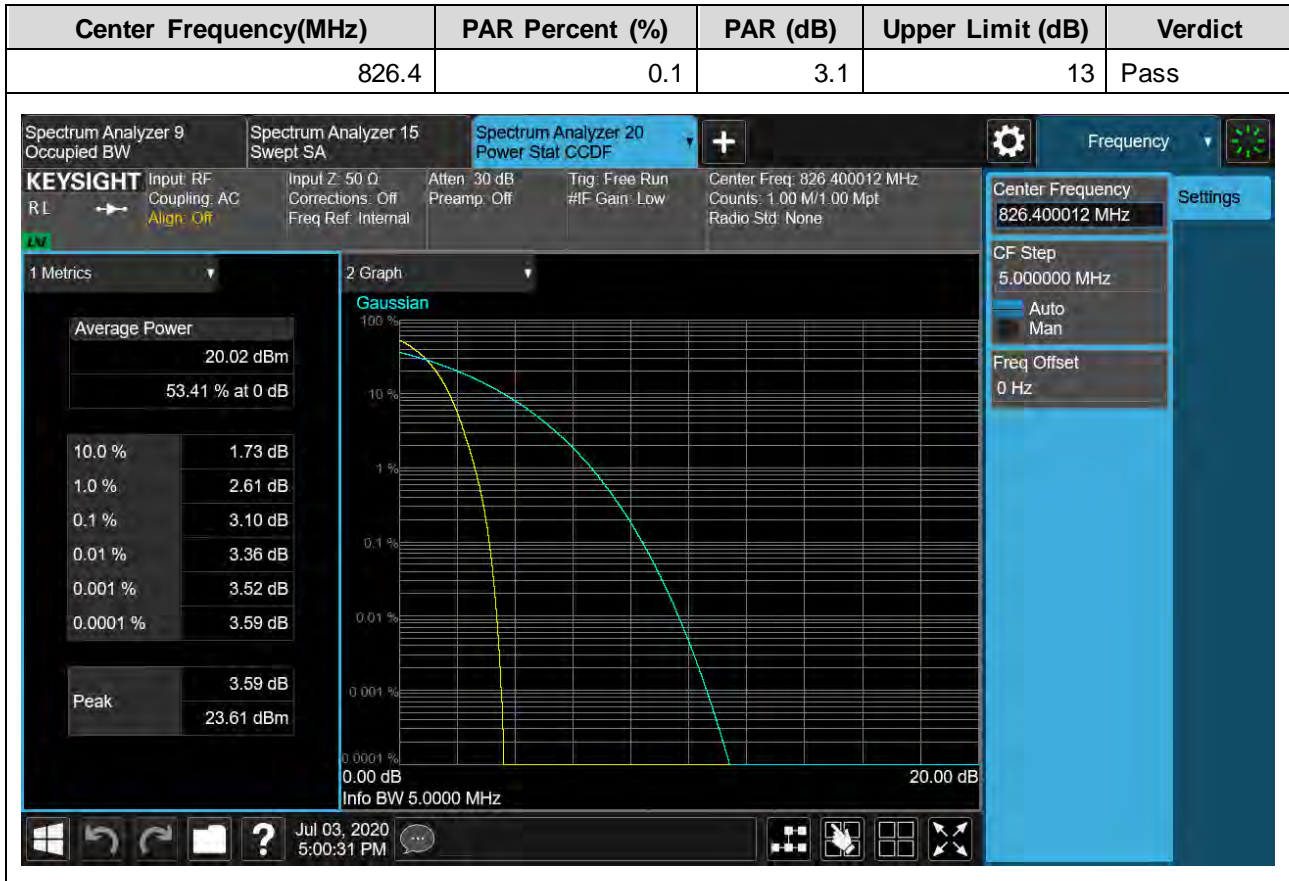 Center Frequency(MHz) PAR Percent (%) PAR (dB) Upper Limit (dB) Verdict
826.4 0.1 3.1 13 Pass
Spectrum Analyzer 9
Occupied BW
Spectrum Analyzer 15
Swept SA
Spectrum Analyzer 20
Power Stat CCDF
+
Frequency
KEYSIGHT
RL
LNI
Input: RF
Coupling: AC
Align: Off
Input Z: 50 Ω
Corrections: Off
Freq Ref: Internal
Atten: 30 dB
Preamp: Off
Trig: Free Run
#IF Gain: Low
Center Freq: 826.400012 MHz
Counts: 1.00 M/1.00 Mpt
Radio Std: None
Center Frequency
826.400012 MHz
Settings
CF Step
5.000000 MHz
Auto
Man
Freq Offset
0 Hz
1 Metrics
Average Power
20.02 dBm
53.41 % at 0 dB
10.0 % 1.73 dB
1.0 % 2.61 dB
0.1 % 3.10 dB
0.01 % 3.36 dB
0.001 % 3.52 dB
0.0001 % 3.59 dB
Peak
3.59 dB
23.61 dBm
2 Graph
Gaussian
100 %
10 %
1 %
0.1 %
0.01 %
0.001 %
0.0001 %
0.00 dB 20.00 dB
Info BW 5.0000 MHz
?
Jul 03, 2020
5:00:31 PM